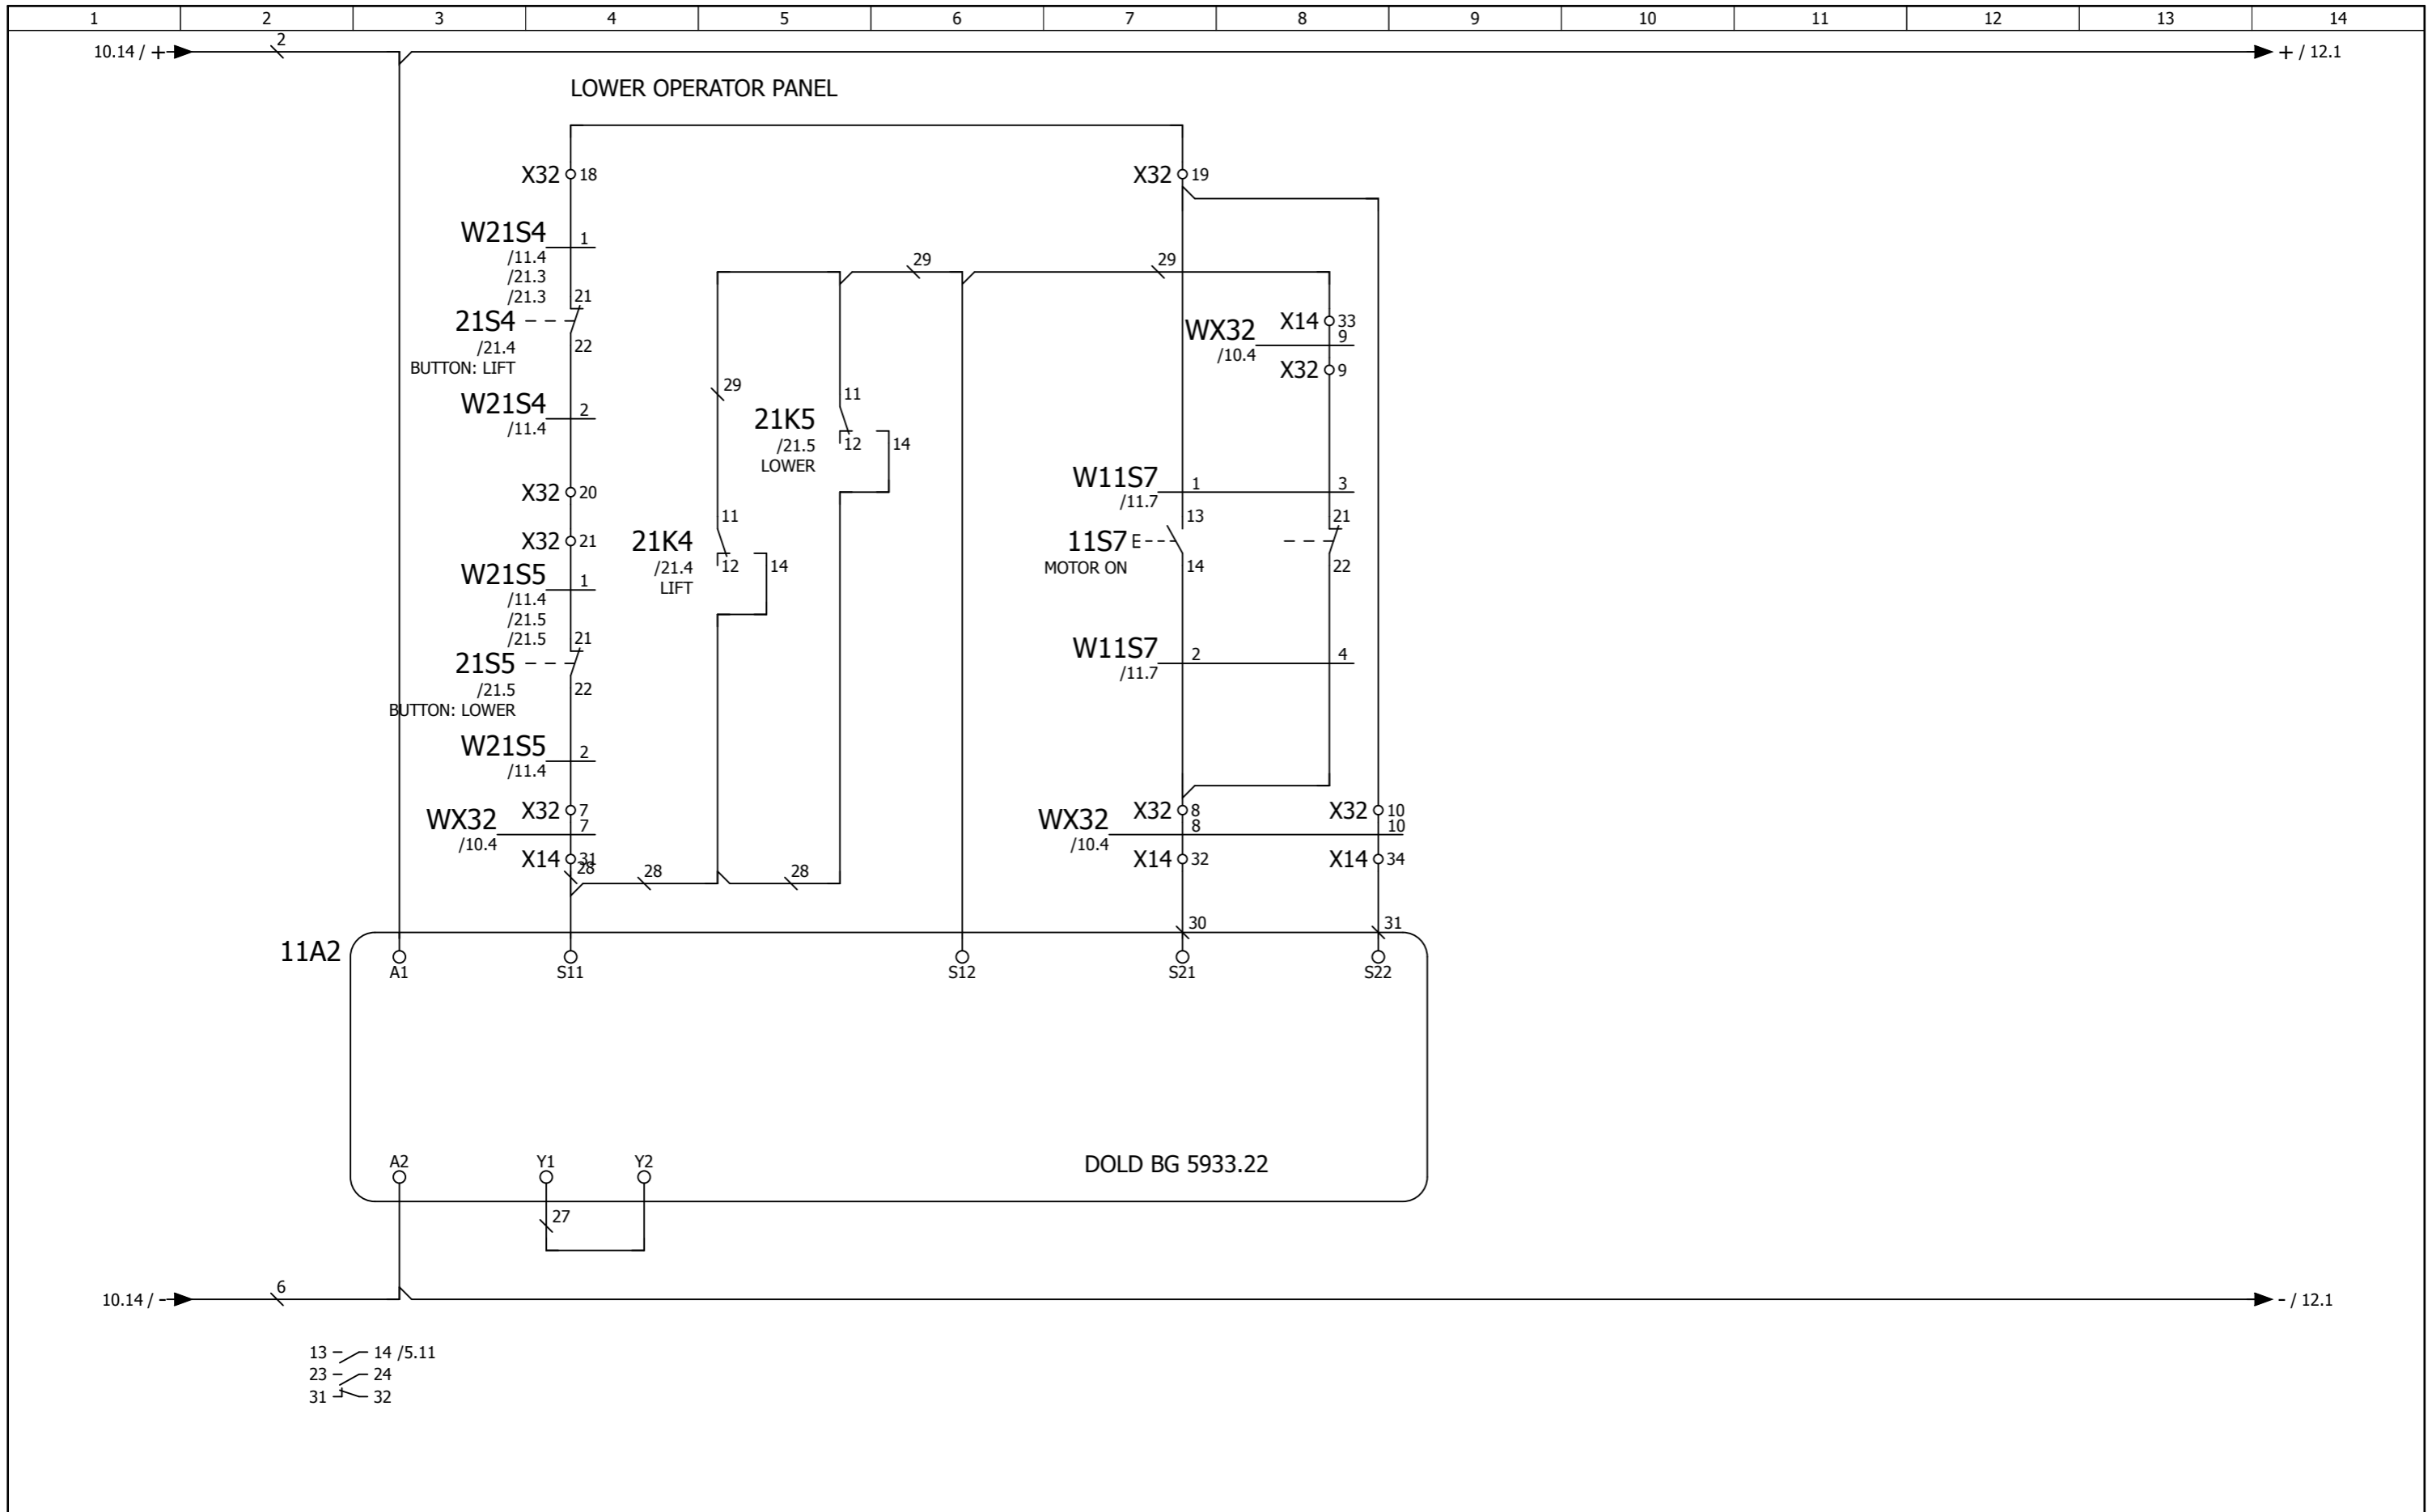 1 2 3 4 5 6 7 8 9 10 11 12 13 14
10.14 / +
2
+ / 12.1
LOWER OPERATOR PANEL
X32 18
X32 19
W21S4 1
/11.4
/21.3
/21.3
21
21S4
/21.4
22
BUTTON: LIFT
W21S4 2
/11.4
X32 20
X32 21
W21S5 1
/11.4
/21.5
/21.5
21
21S5
/21.5
22
BUTTON: LOWER
W21S5 2
/11.4
X32 7
WX32 7
/10.4
X14 31
28
28
28
29
29
29
11
21K5
/21.5
12 14
LOWER
11
21K4
/21.4
12 14
LIFT
X14 33
WX32 9
/10.4
X32 9
W11S7 1 3
/11.7
13 21
11S7 E
MOTOR ON
14 22
W11S7 2 4
/11.7
X32 8
X32 10
WX32 8 10
/10.4
X14 32
X14 34
30 31
11A2
A1 S11 S12 S21 S22
A2 Y1 Y2
DOLD BG 5933.22
27
10.14 / -
6
- / 12.1
13 14 /5.11
23 24
31 32